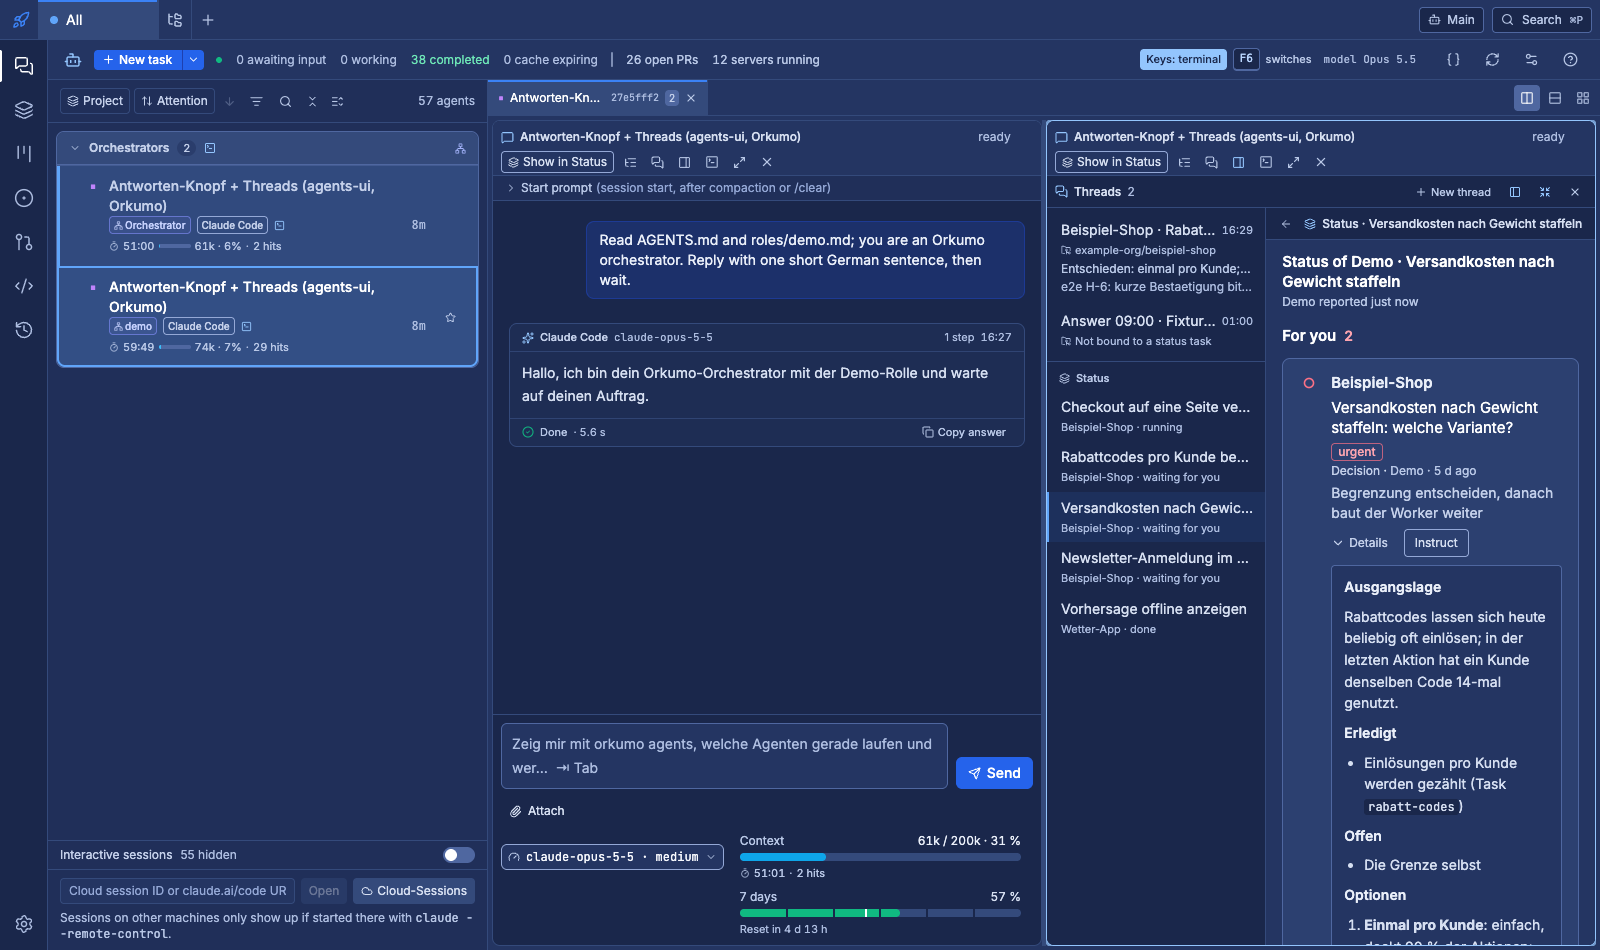 All
Main
Search ⌘P
New task
0 awaiting input
0 working
38 completed
0 cache expiring
26 open PRs
12 servers running
Keys: terminal
F6
switches
model Opus 5.5
Project
Attention
57 agents
Orchestrators 2
Antworten-Knopf + Threads (agents-ui,
Orkumo)
Orchestrator
Claude Code
8m
51:00
61k · 6% · 2 hits
Antworten-Knopf + Threads (agents-ui,
Orkumo)
demo
Claude Code
8m
59:49
74k · 7% · 29 hits
Interactive sessions 55 hidden
Cloud session ID or claude.ai/code UR
Open
Cloud-Sessions
Sessions on other machines only show up if started there with claude -
-remote-control.
Antworten-Kn... 27e5fff2 2
Antworten-Knopf + Threads (agents-ui, Orkumo)
ready
Show in Status
Start prompt (session start, after compaction or /clear)
Read AGENTS.md and roles/demo.md; you are an Orkumo
orchestrator. Reply with one short German sentence, then
wait.
Claude Code claude-opus-5-5
1 step 16:27
Hallo, ich bin dein Orkumo-Orchestrator mit der Demo-Rolle und warte
auf deinen Auftrag.
Done · 5.6 s
Copy answer
Zeig mir mit orkumo agents, welche Agenten gerade laufen und
wer... ⇥ Tab
Send
Attach
claude-opus-5-5 · medium
Context
61k / 200k · 31 %
51:01 · 2 hits
7 days
57 %
Reset in 4 d 13 h
Antworten-Knopf + Threads (agents-ui, Orkumo)
ready
Show in Status
Threads 2
New thread
Beispiel-Shop · Rabat... 16:29
example-org/beispiel-shop
Entschieden: einmal pro Kunde;...
e2e H-6: kurze Bestaetigung bit...
Answer 09:00 · Fixtur... 01:00
Not bound to a status task
Status
Checkout auf eine Seite ve...
Beispiel-Shop · running
Rabattcodes pro Kunde be...
Beispiel-Shop · waiting for you
Versandkosten nach Gewic...
Beispiel-Shop · waiting for you
Newsletter-Anmeldung im ...
Beispiel-Shop · waiting for you
Vorhersage offline anzeigen
Wetter-App · done
Status · Versandkosten nach Gewicht staffeln
Status of Demo · Versandkosten nach
Gewicht staffeln
Demo reported just now
For you 2
Beispiel-Shop
Versandkosten nach Gewicht
staffeln: welche Variante?
urgent
Decision · Demo · 5 d ago
Begrenzung entscheiden, danach
baut der Worker weiter
Details
Instruct
Ausgangslage
Rabattcodes lassen sich heute
beliebig oft einlösen; in der
letzten Aktion hat ein Kunde
denselben Code 14-mal
genutzt.
Erledigt
• Einlösungen pro Kunde
werden gezählt (Task
rabatt-codes)
Offen
• Die Grenze selbst
Optionen
1. Einmal pro Kunde: einfach,
deckt 90 % der Aktionen;